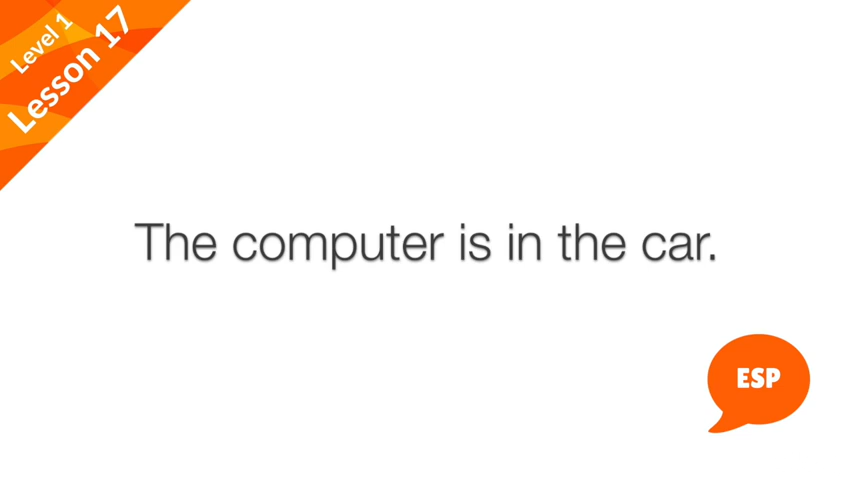 Level 1
Lesson 17
The computer is in the car.
ESP